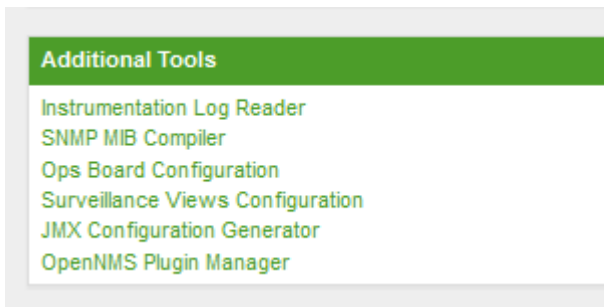 Additional Tools
Instrumentation Log Reader
SNMP MIB Compiler
Ops Board Configuration
Surveillance Views Configuration
JMX Configuration Generator
OpenNMS Plugin Manager